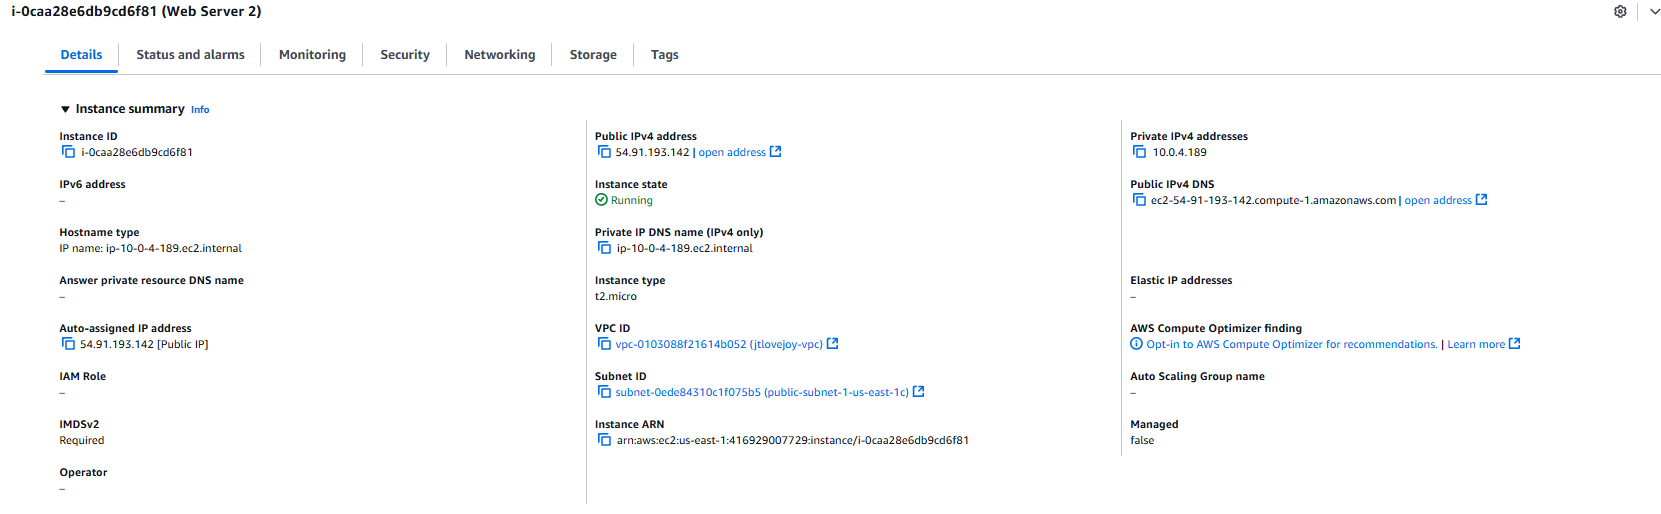 i-0caa28e6db9cd6f81 (Web Server 2)
Details
Status and alarms
Monitoring
Security
Networking
Storage
Tags
Instance summary Info
Instance ID
i-0caa28e6db9cd6f81
Public IPv4 address
54.91.193.142 | open address
Private IPv4 addresses
10.0.4.189
IPv6 address
–
Instance state
Running
Public IPv4 DNS
ec2-54-91-193-142.compute-1.amazonaws.com | open address
Hostname type
IP name: ip-10-0-4-189.ec2.internal
Private IP DNS name (IPv4 only)
ip-10-0-4-189.ec2.internal
Answer private resource DNS name
–
Instance type
t2.micro
Elastic IP addresses
–
Auto-assigned IP address
54.91.193.142 [Public IP]
VPC ID
vpc-0103088f21614b052 (jtlovejoy-vpc)
AWS Compute Optimizer finding
Opt-in to AWS Compute Optimizer for recommendations. | Learn more
IAM Role
–
Subnet ID
subnet-0ede84310c1f075b5 (public-subnet-1-us-east-1c)
Auto Scaling Group name
–
IMDSv2
Required
Instance ARN
arn:aws:ec2:us-east-1:416929007729:instance/i-0caa28e6db9cd6f81
Managed
false
Operator
–